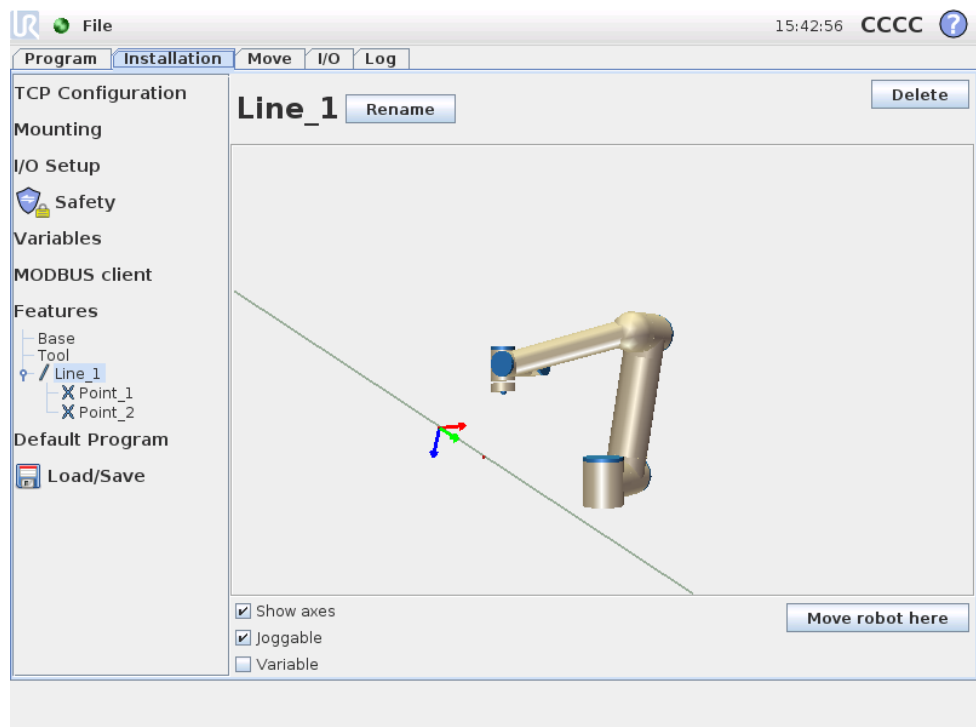 UR File 15:42:56 CCCC ?
Program Installation Move I/O Log
TCP Configuration
Mounting
I/O Setup
Safety
Variables
MODBUS client
Features
Base
Tool
Line_1
Point_1
Point_2
Default Program
Load/Save
Line_1 Rename Delete
Show axes
Joggable
Variable
Move robot here